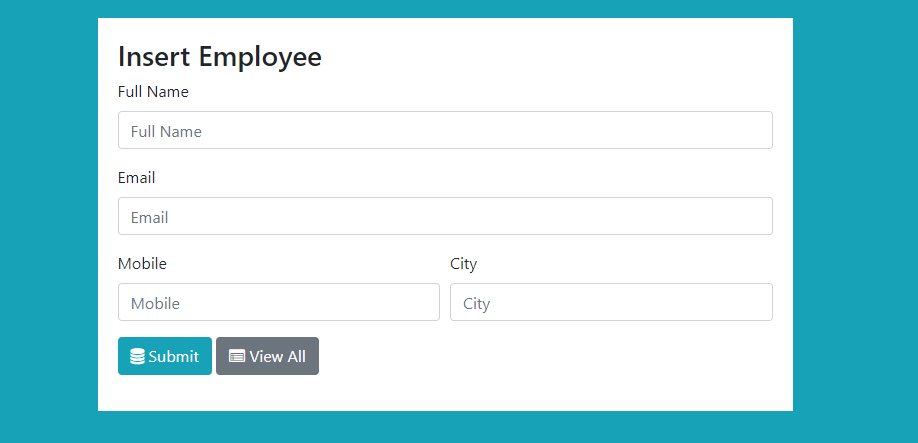 Insert Employee
Full Name
Full Name
Email
Email
Mobile City
Mobile City
Submit View All